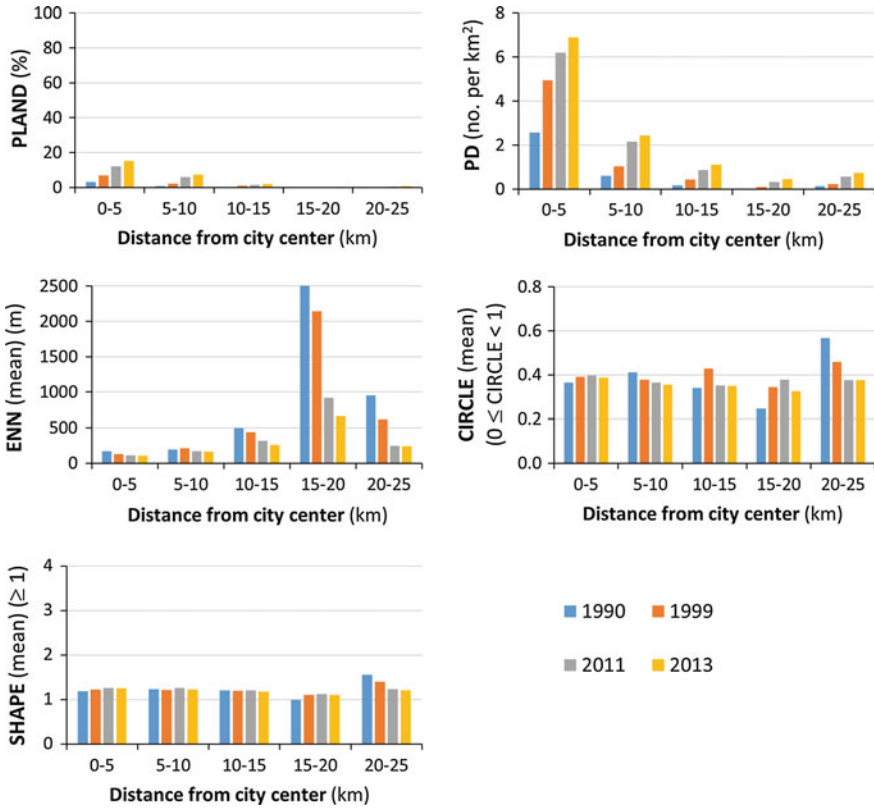 PLAND (%)
100
80
60
40
20
0
0-5 5-10 10-15 15-20 20-25
Distance from city center (km)
PD (no. per km²)
8
6
4
2
0
0-5 5-10 10-15 15-20 20-25
Distance from city center (km)
ENN (mean) (m)
2500
2000
1500
1000
500
0
0-5 5-10 10-15 15-20 20-25
Distance from city center (km)
CIRCLE (mean)
(0 ≤ CIRCLE < 1)
0.8
0.6
0.4
0.2
0.0
0-5 5-10 10-15 15-20 20-25
Distance from city center (km)
SHAPE (mean) (≥ 1)
4
3
2
1
0
0-5 5-10 10-15 15-20 20-25
Distance from city center (km)
1990 1999
2011 2013